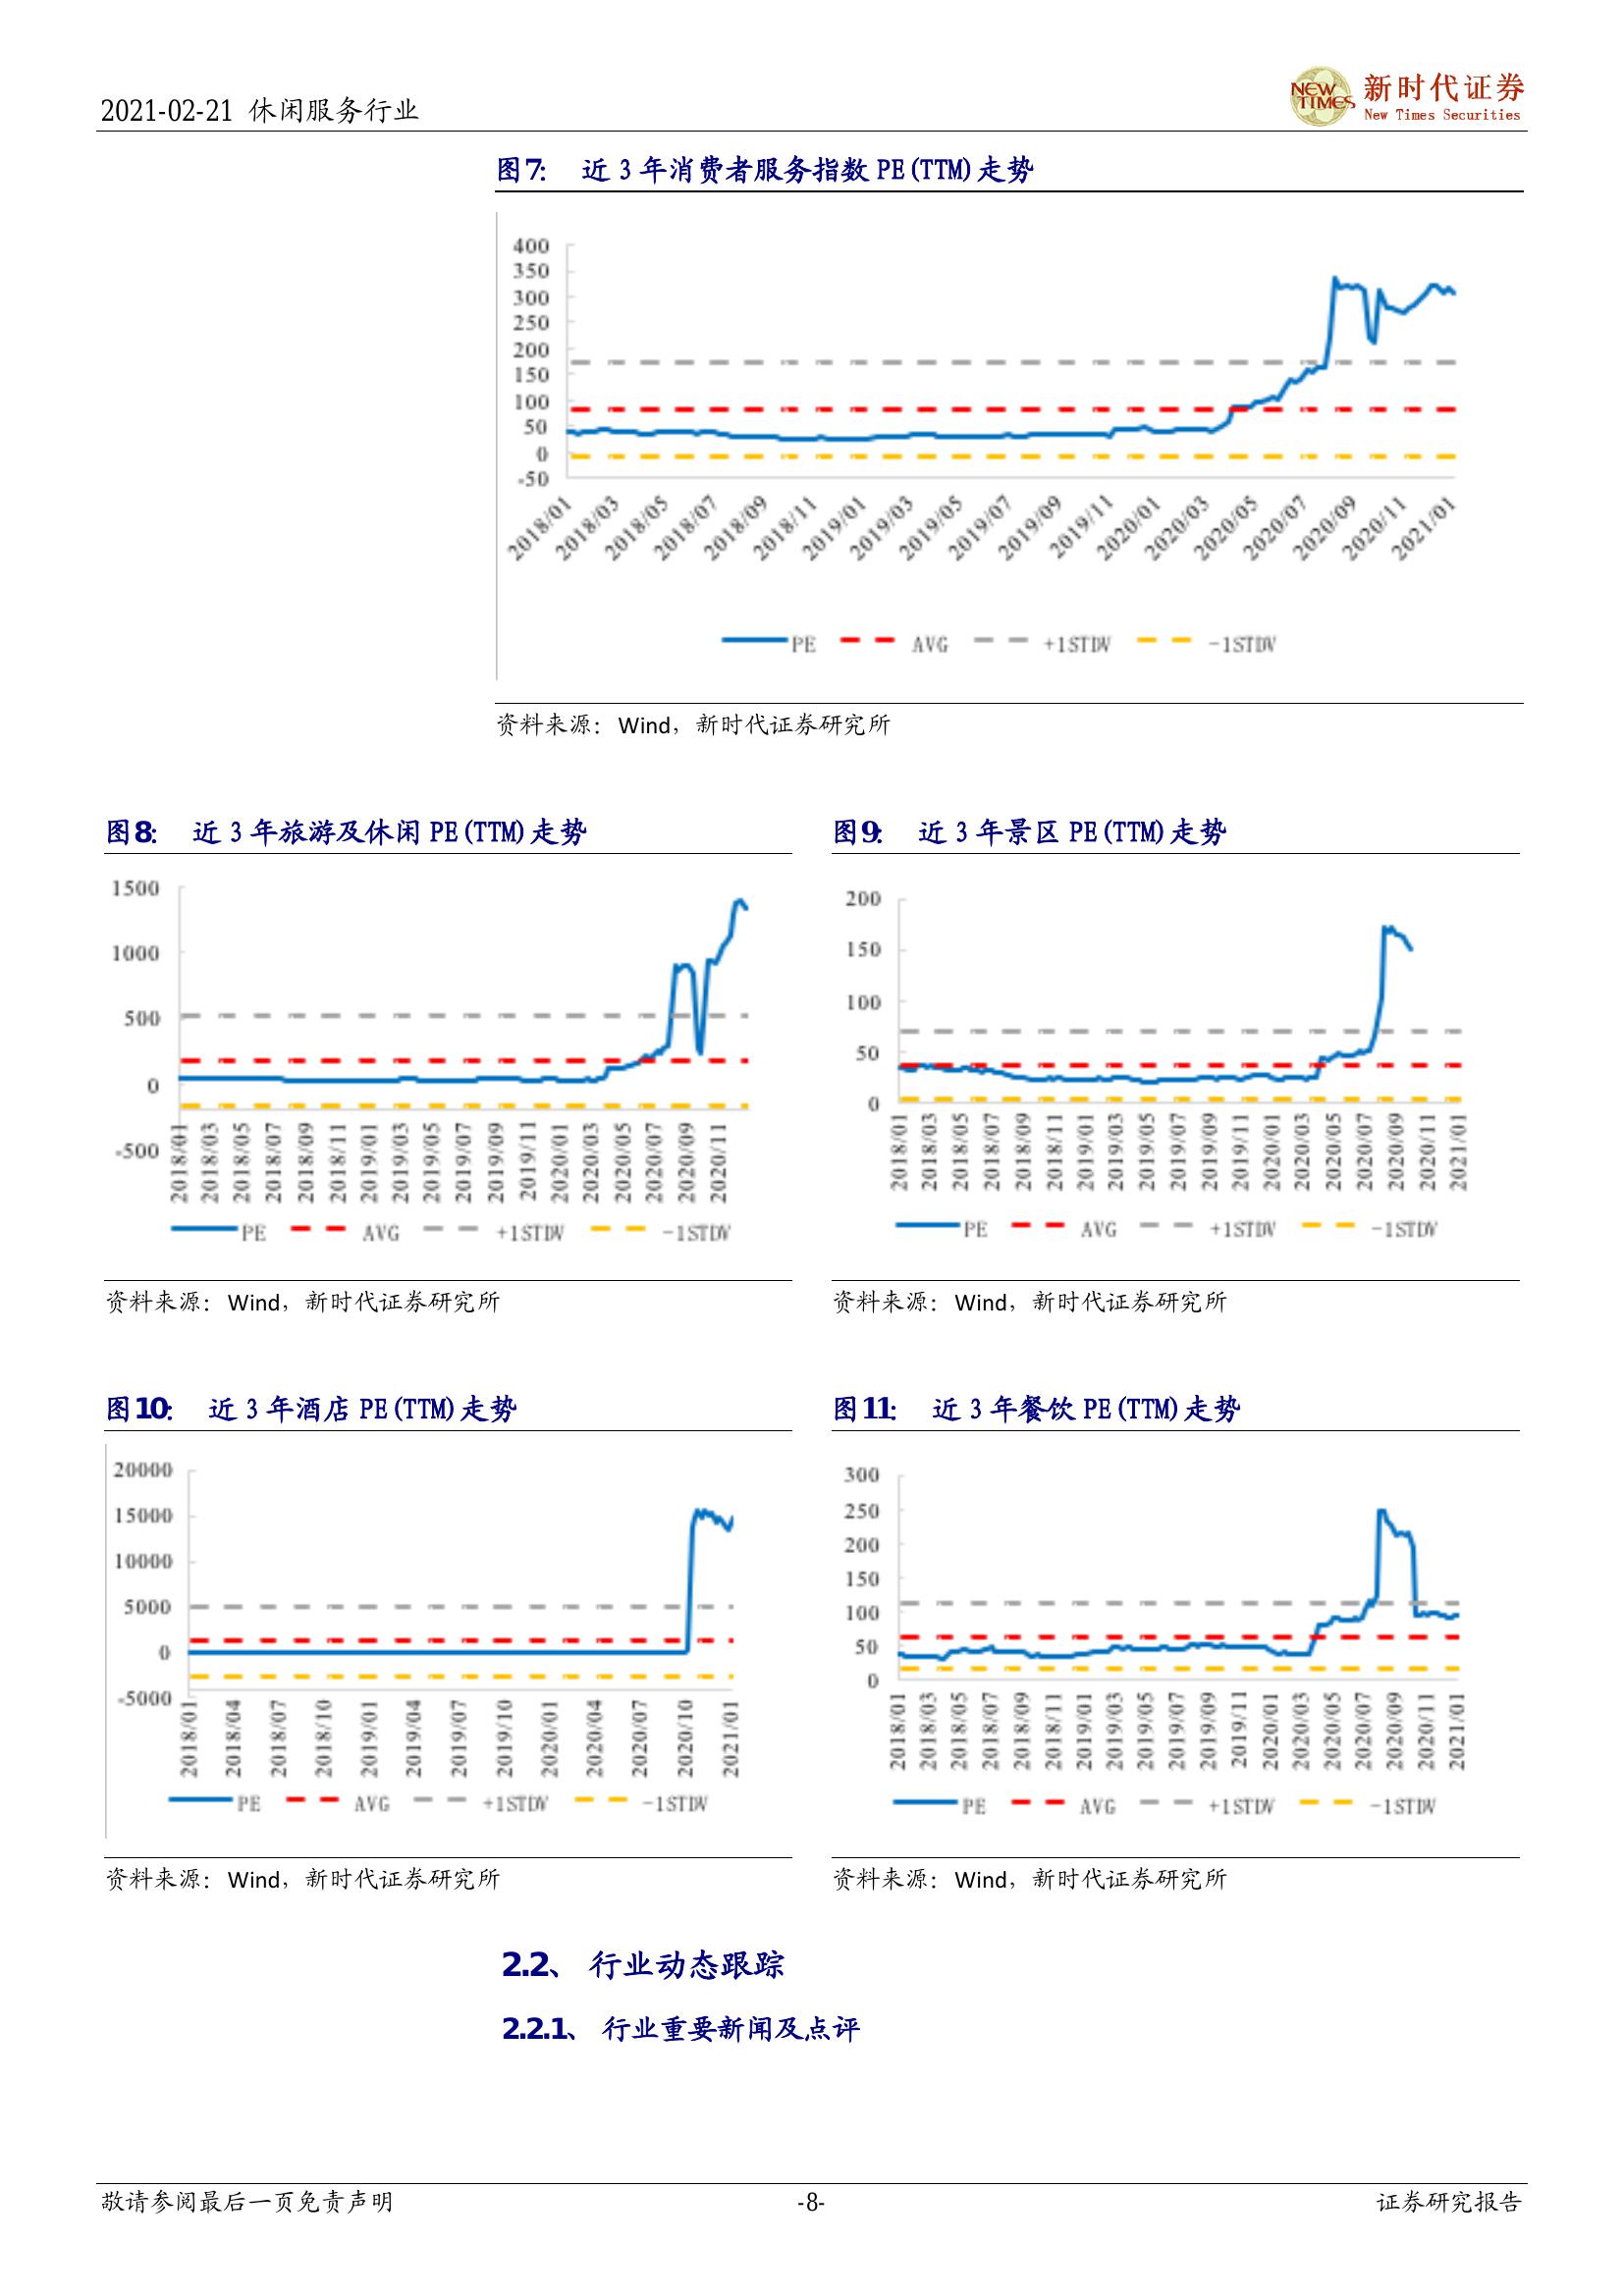 2021-02-21 休闲服务行业
NEW TIMES 新时代证券
New Times Securities
图7: 近 3 年消费者服务指数 PE(TTM)走势
400
350
300
250
200
150
100
50
0
-50
2018/01 2018/03 2018/05 2018/07 2018/09 2018/11 2019/01 2019/03 2019/05 2019/07 2019/09 2019/11 2020/01 2020/03 2020/05 2020/07 2020/09 2020/11 2021/01
PE AVG +1STDV -1STDV
资料来源：Wind，新时代证券研究所
图8: 近 3 年旅游及休闲 PE(TTM)走势
1500
1000
500
0
-500
2018/01 2018/03 2018/05 2018/07 2018/09 2018/11 2019/01 2019/03 2019/05 2019/07 2019/09 2019/11 2020/01 2020/03 2020/05 2020/07 2020/09 2020/11
PE AVG +1STDV -1STDV
资料来源：Wind，新时代证券研究所
图9: 近 3 年景区 PE(TTM)走势
200
150
100
50
0
2018/01 2018/03 2018/05 2018/07 2018/09 2018/11 2019/01 2019/03 2019/05 2019/07 2019/09 2019/11 2020/01 2020/03 2020/05 2020/07 2020/09 2020/11 2021/01
PE AVG +1STDV -1STDV
资料来源：Wind，新时代证券研究所
图10: 近 3 年酒店 PE(TTM)走势
20000
15000
10000
5000
0
-5000
2018/01 2018/04 2018/07 2018/10 2019/01 2019/04 2019/07 2019/10 2020/01 2020/04 2020/07 2020/10 2021/01
PE AVG +1STDV -1STDV
资料来源：Wind，新时代证券研究所
图11: 近 3 年餐饮 PE(TTM)走势
300
250
200
150
100
50
0
2018/01 2018/03 2018/05 2018/07 2018/09 2018/11 2019/01 2019/03 2019/05 2019/07 2019/09 2019/11 2020/01 2020/03 2020/05 2020/07 2020/09 2020/11 2021/01
PE AVG +1STDV -1STDV
资料来源：Wind，新时代证券研究所
2.2、 行业动态跟踪
2.2.1、 行业重要新闻及点评
敬请参阅最后一页免责声明 -8- 证券研究报告